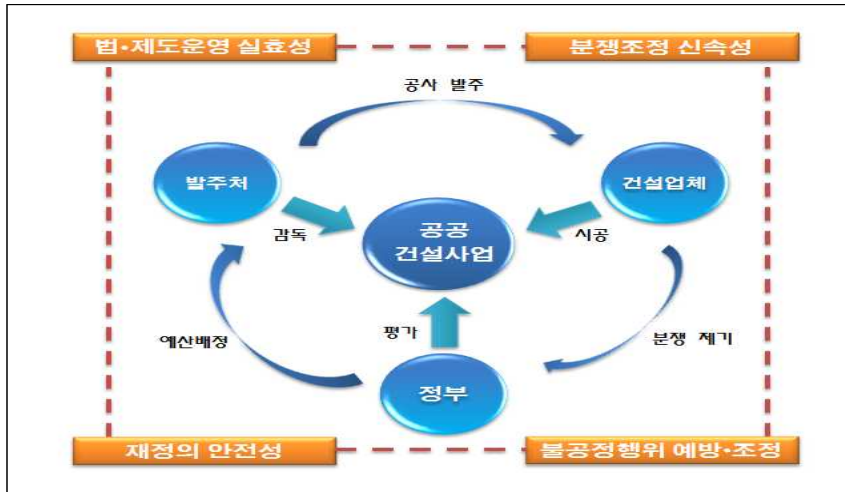 법·제도운영 실효성
분쟁조정 신속성
공사 발주
발주처
건설업체
감독
공공
건설사업
시공
예산배정
평가
분쟁 제기
정부
재정의 안전성
불공정행위 예방·조정